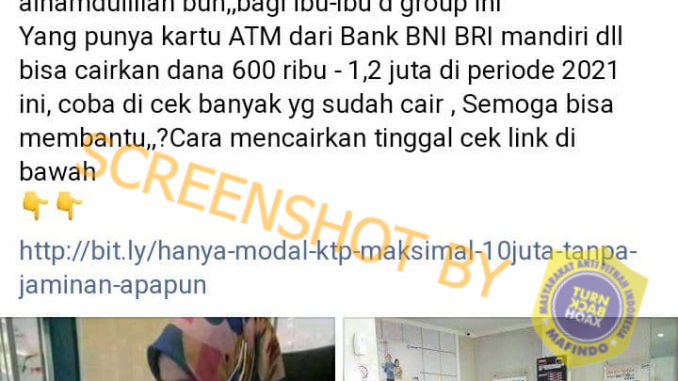 alhamdulillah buh,,bagi ibu-ibu d group ini
Yang punya kartu ATM dari Bank BNI BRI mandiri dll
bisa cairkan dana 600 ribu - 1,2 juta di periode 2021
ini, coba di cek banyak yg sudah cair , Semoga bisa
membantu,,?Cara mencairkan tinggal cek link di
bawah
👇👇
http://bit.ly/hanya-modal-ktp-maksimal-10juta-tanpa-
jaminan-apapun
SCREENSHOT BY
MASYARAKAT ANTI FITNAH INDONESIA
TURN
BACK
HOAX
MAFINDO